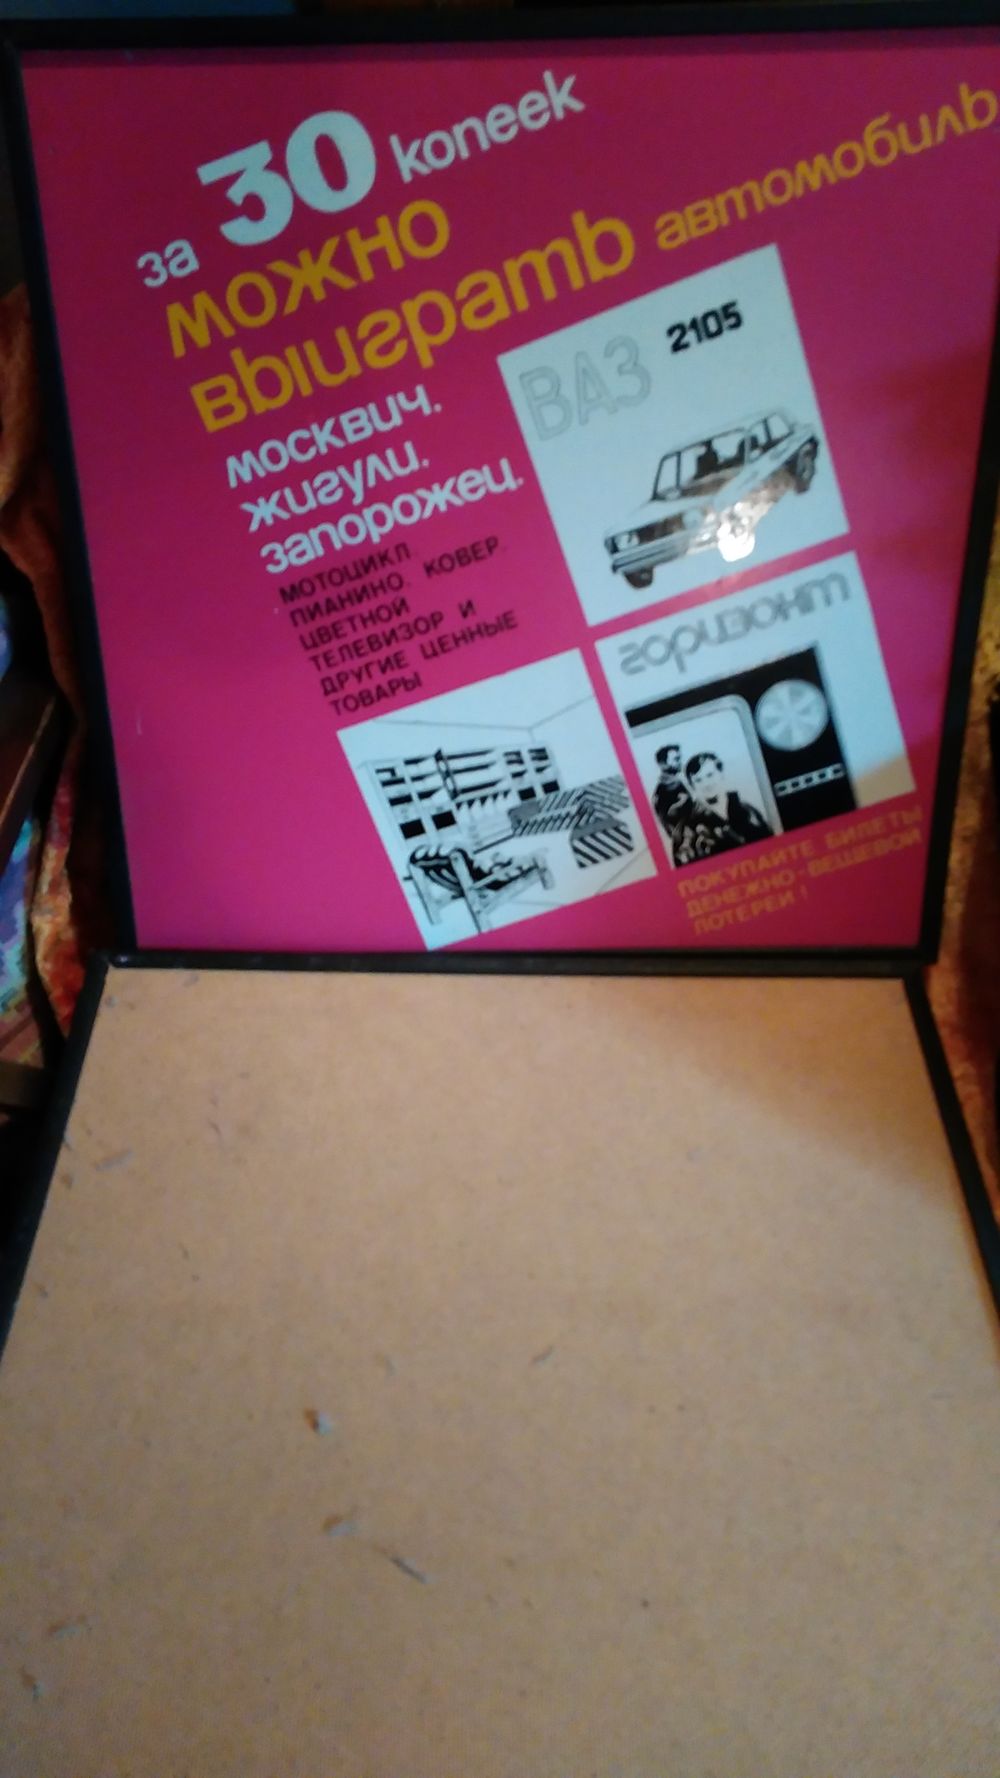 за 30 копеек
можно
выиграть автомобиль
москвич.
жигули.
запорожец.
МОТОЦИКЛ.
ПИАНИНО. КОВЕР.
ЦВЕТНОЙ
ТЕЛЕВИЗОР И
ДРУГИЕ ЦЕННЫЕ
ТОВАРЫ
ВАЗ 2105
горизонт
ПОКУПАЙТЕ БИЛЕТЫ
ДЕНЕЖНО-ВЕЩЕВОЙ
ЛОТЕРЕИ!